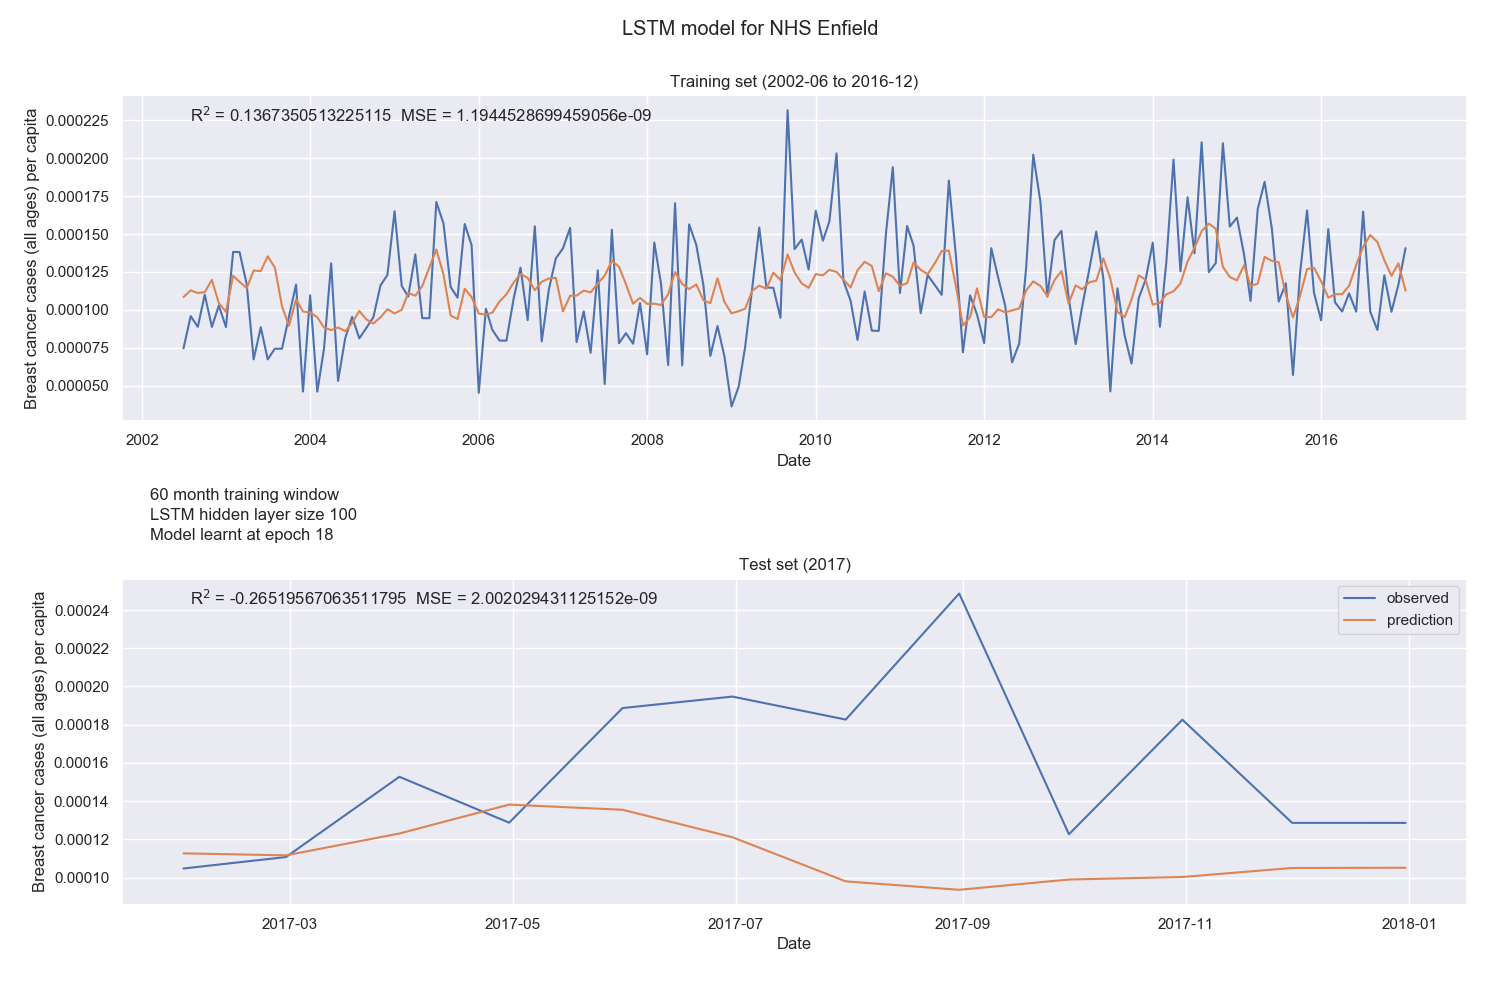 LSTM model for NHS Enfield
Training set (2002-06 to 2016-12)
R² = 0.1367350513225115  MSE = 1.1944528699459056e-09
Breast cancer cases (all ages) per capita
0.000225
0.000200
0.000175
0.000150
0.000125
0.000100
0.000075
0.000050
2002 2004 2006 2008 2010 2012 2014 2016
Date
60 month training window
LSTM hidden layer size 100
Model learnt at epoch 18
Test set (2017)
R² = -0.26519567063511795  MSE = 2.002029431125152e-09
observed
prediction
Breast cancer cases (all ages) per capita
0.00024
0.00022
0.00020
0.00018
0.00016
0.00014
0.00012
0.00010
2017-03 2017-05 2017-07 2017-09 2017-11 2018-01
Date